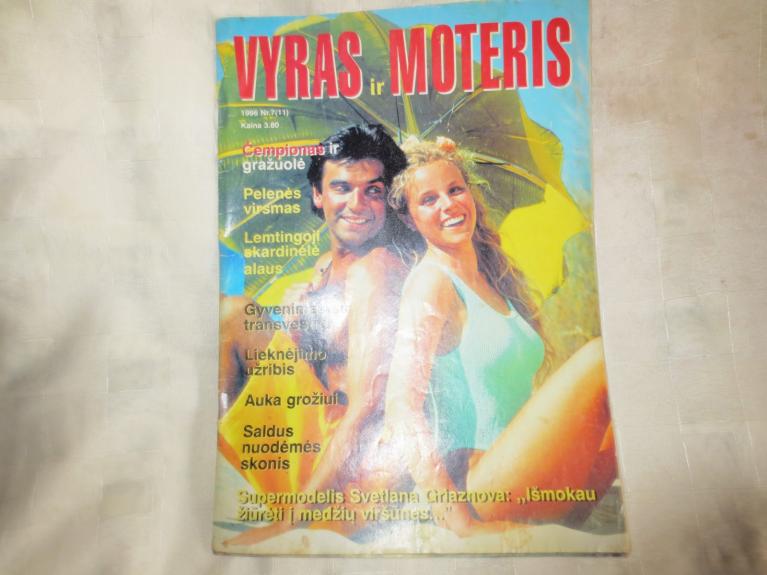 VYRAS ir MOTERIS
1996 Nr.7(11)
Kaina 3.80
Čempionas ir
gražuolė
Pelenės
virsmas
Lemtingoji
skardinėlė
alaus
Lieknėjimo
užribis
Auka grožiui
Saldus
nuodėmės
skonis
Supermodelis Svetlana Griaznova: „Išmokau
žiūrėti į medžių viršūnes..."